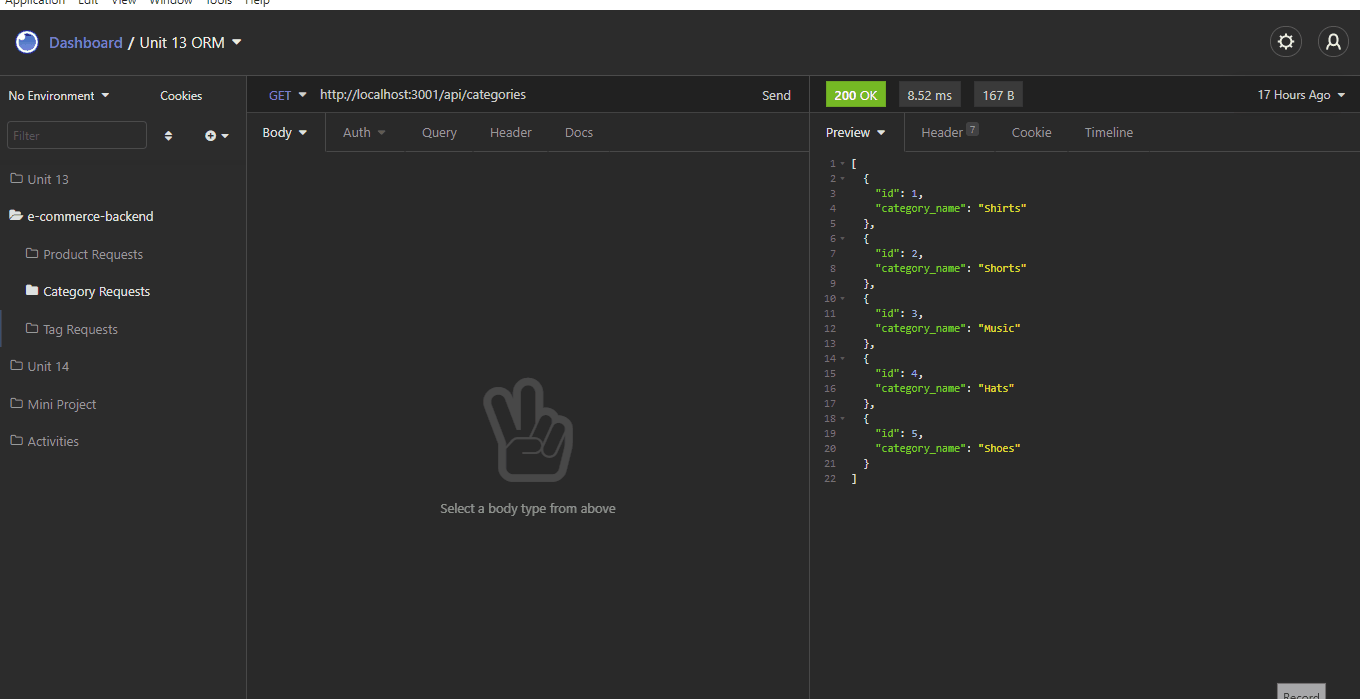 Application Edit View Window Tools Help
Dashboard / Unit 13 ORM
No Environment Cookies
Filter
Unit 13
e-commerce-backend
Product Requests
Category Requests
Tag Requests
Unit 14
Mini Project
Activities
GET http://localhost:3001/api/categories Send
Body Auth Query Header Docs
Select a body type from above
200 OK 8.52 ms 167 B 17 Hours Ago
Preview Header 7 Cookie Timeline
1 [
2 {
3 "id": 1,
4 "category_name": "Shirts"
5 },
6 {
7 "id": 2,
8 "category_name": "Shorts"
9 },
10 {
11 "id": 3,
12 "category_name": "Music"
13 },
14 {
15 "id": 4,
16 "category_name": "Hats"
17 },
18 {
19 "id": 5,
20 "category_name": "Shoes"
21 }
22 ]
Record